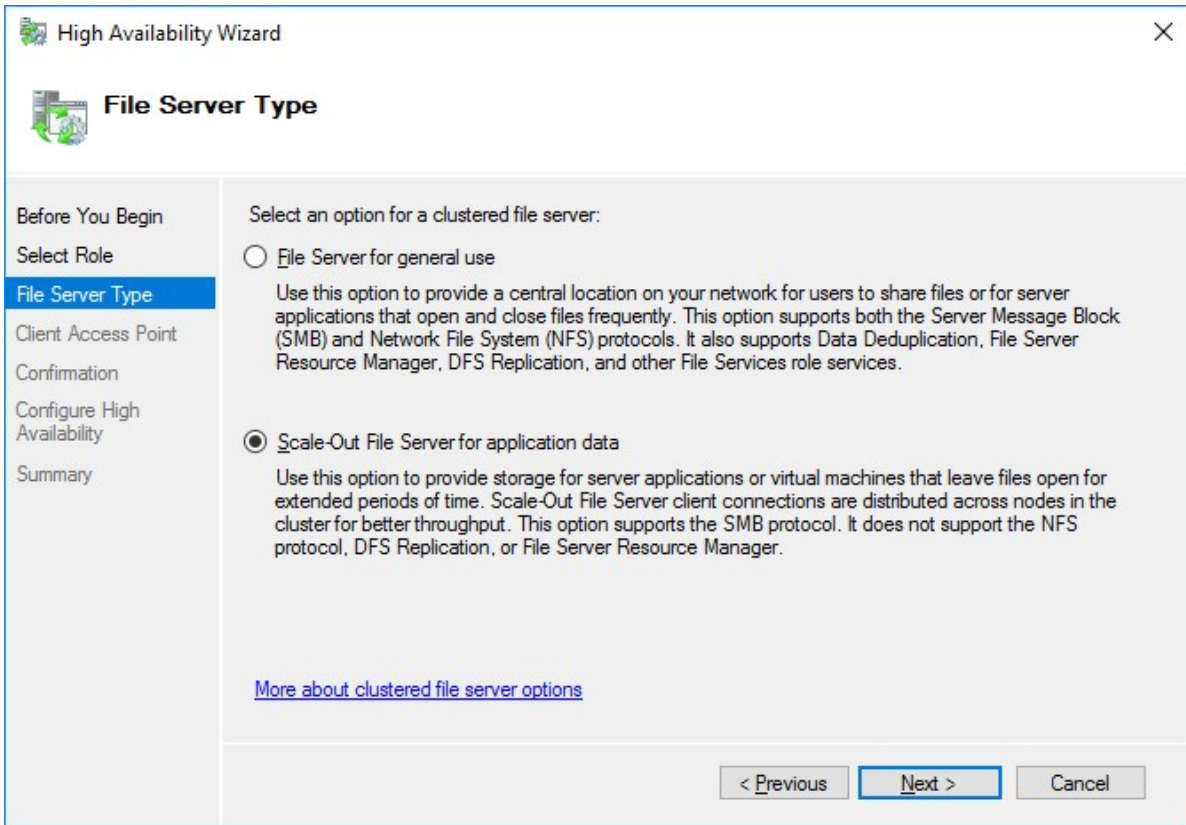 High Availability Wizard
File Server Type
Before You Begin
Select Role
File Server Type
Client Access Point
Confirmation
Configure High
Availability
Summary
Select an option for a clustered file server:
File Server for general use
Use this option to provide a central location on your network for users to share files or for server
applications that open and close files frequently. This option supports both the Server Message Block
(SMB) and Network File System (NFS) protocols. It also supports Data Deduplication, File Server
Resource Manager, DFS Replication, and other File Services role services.
Scale-Out File Server for application data
Use this option to provide storage for server applications or virtual machines that leave files open for
extended periods of time. Scale-Out File Server client connections are distributed across nodes in the
cluster for better throughput. This option supports the SMB protocol. It does not support the NFS
protocol, DFS Replication, or File Server Resource Manager.
More about clustered file server options
< Previous
Next >
Cancel